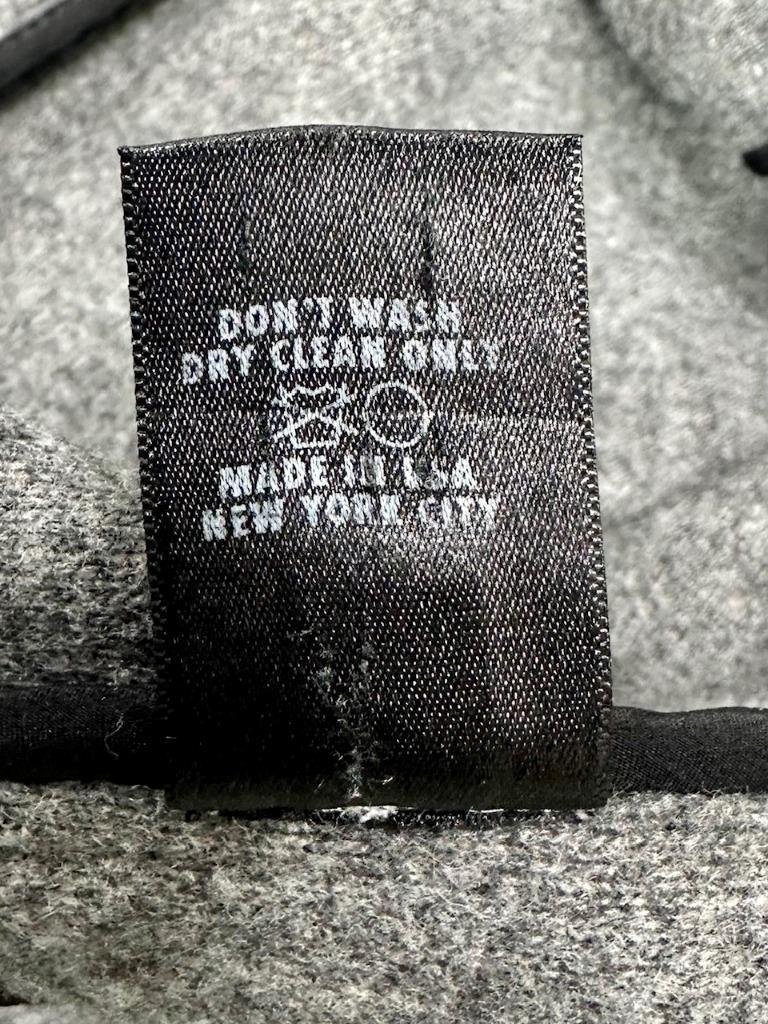 DON'T WASH
DRY CLEAN ONLY
MADE IN USA
NEW YORK CITY